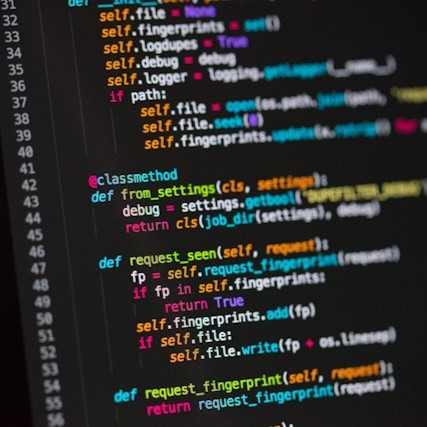 31 def __init__(self,
32 self.file = None
33 self.fingerprints = set()
34 self.logdupes = True
35 self.debug = debug
36 self.logger = logging.getLogger(__name__)
37 if path:
38 self.file = open(os.path.join(path,
39 self.file.seek(0)
40 self.fingerprints.update(x.rstrip() for
41
42 @classmethod
43 def from_settings(cls, settings):
44 debug = settings.getbool("DUPEFILTER_DEBUG")
45 return cls(job_dir(settings), debug)
46
47 def request_seen(self, request):
48 fp = self.request_fingerprint(request)
49 if fp in self.fingerprints:
50 return True
51 self.fingerprints.add(fp)
52 if self.file:
53 self.file.write(fp + os.linesep)
54
55 def request_fingerprint(self, request):
56 return request_fingerprint(request)